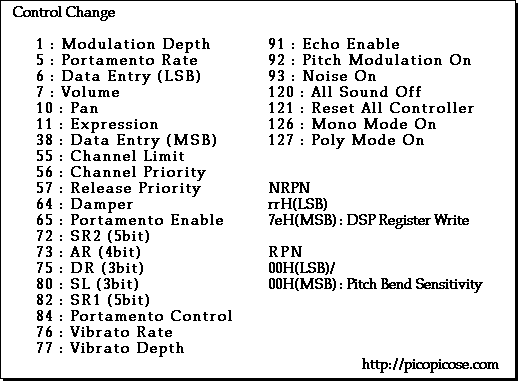 Control Change
1 : Modulation Depth
5 : Portamento Rate
6 : Data Entry (LSB)
7 : Volume
10 : Pan
11 : Expression
38 : Data Entry (MSB)
55 : Channel Limit
56 : Channel Priority
57 : Release Priority
64 : Damper
65 : Portamento Enable
72 : SR2 (5bit)
73 : AR (4bit)
75 : DR (3bit)
80 : SL (3bit)
82 : SR1 (5bit)
84 : Portamento Control
76 : Vibrato Rate
77 : Vibrato Depth
91 : Echo Enable
92 : Pitch Modulation On
93 : Noise On
120 : All Sound Off
121 : Reset All Controller
126 : Mono Mode On
127 : Poly Mode On
NRPN
rrH(LSB)
7eH(MSB) : DSP Register Write
RPN
00H(LSB)/
00H(MSB) : Pitch Bend Sensitivity
http://picopicose.com